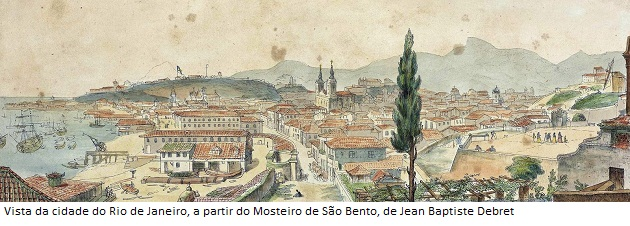 Vista da cidade do Rio de Janeiro, a partir do Mosteiro de São Bento, de Jean Baptiste Debret